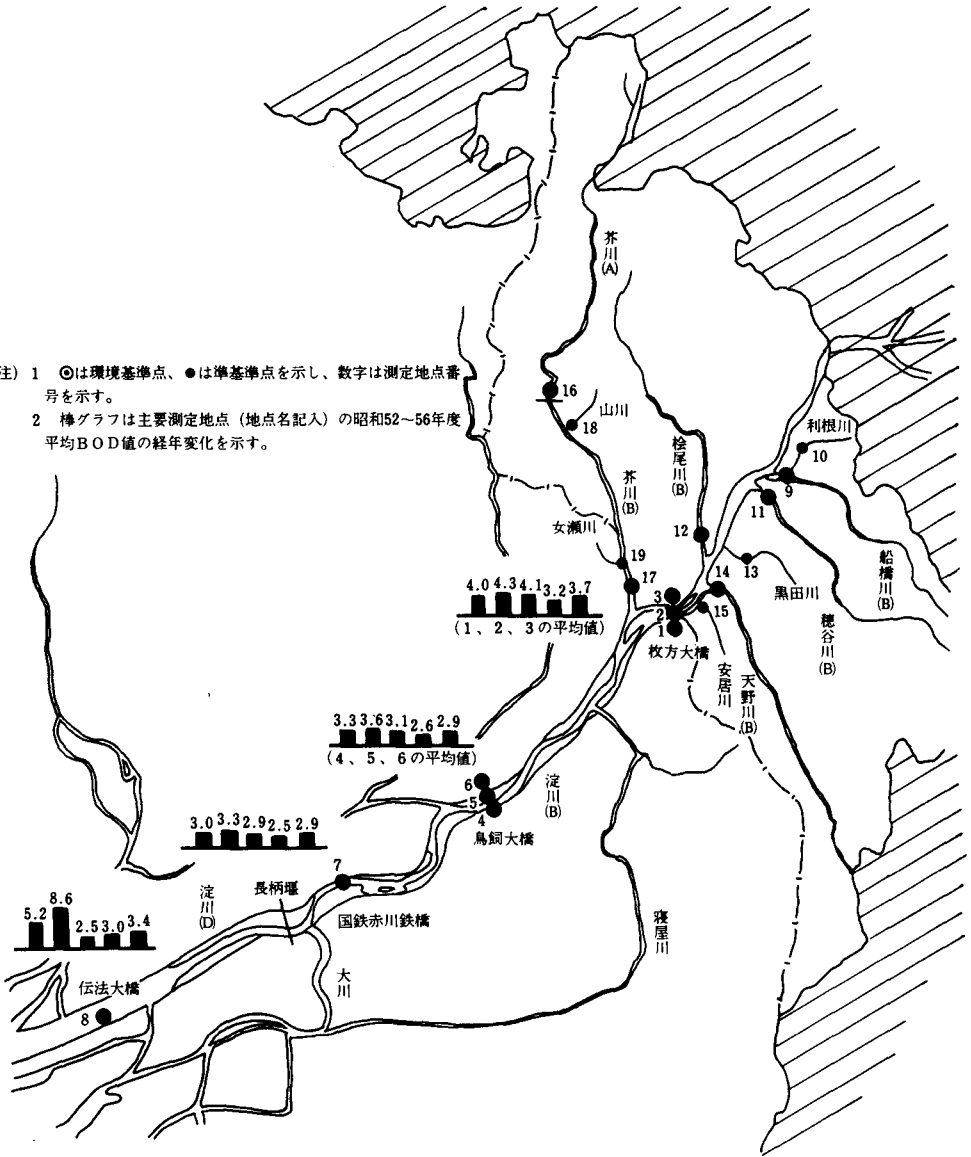 芥川
(A)
注) 1 ◎は環境基準点、●は準基準点を示し、数字は測定地点番
号を示す。
2 棒グラフは主要測定地点(地点名記入)の昭和52~56年度
平均BOD値の経年変化を示す。
16
山川
18
利根川
10
桧尾川
(B)
9
芥川
(B)
11
女瀬川
12
船橋川
(B)
19
13
黒田川
穂谷川
(B)
17
14
3
2
1
15
4.0 4.3 4.1 3.2 3.7
(1、2、3の平均値)
枚方大橋
安居川
天野川
(B)
3.3 3.6 3.1 2.6 2.9
(4、5、6の平均値)
6
5
4
淀川
(B)
鳥飼大橋
3.0 3.3 2.9 2.5 2.9
7
長柄堰
国鉄赤川鉄橋
淀川
(D)
寝屋川
5.2 8.6 2.5 3.0 3.4
伝法大橋
大川
8